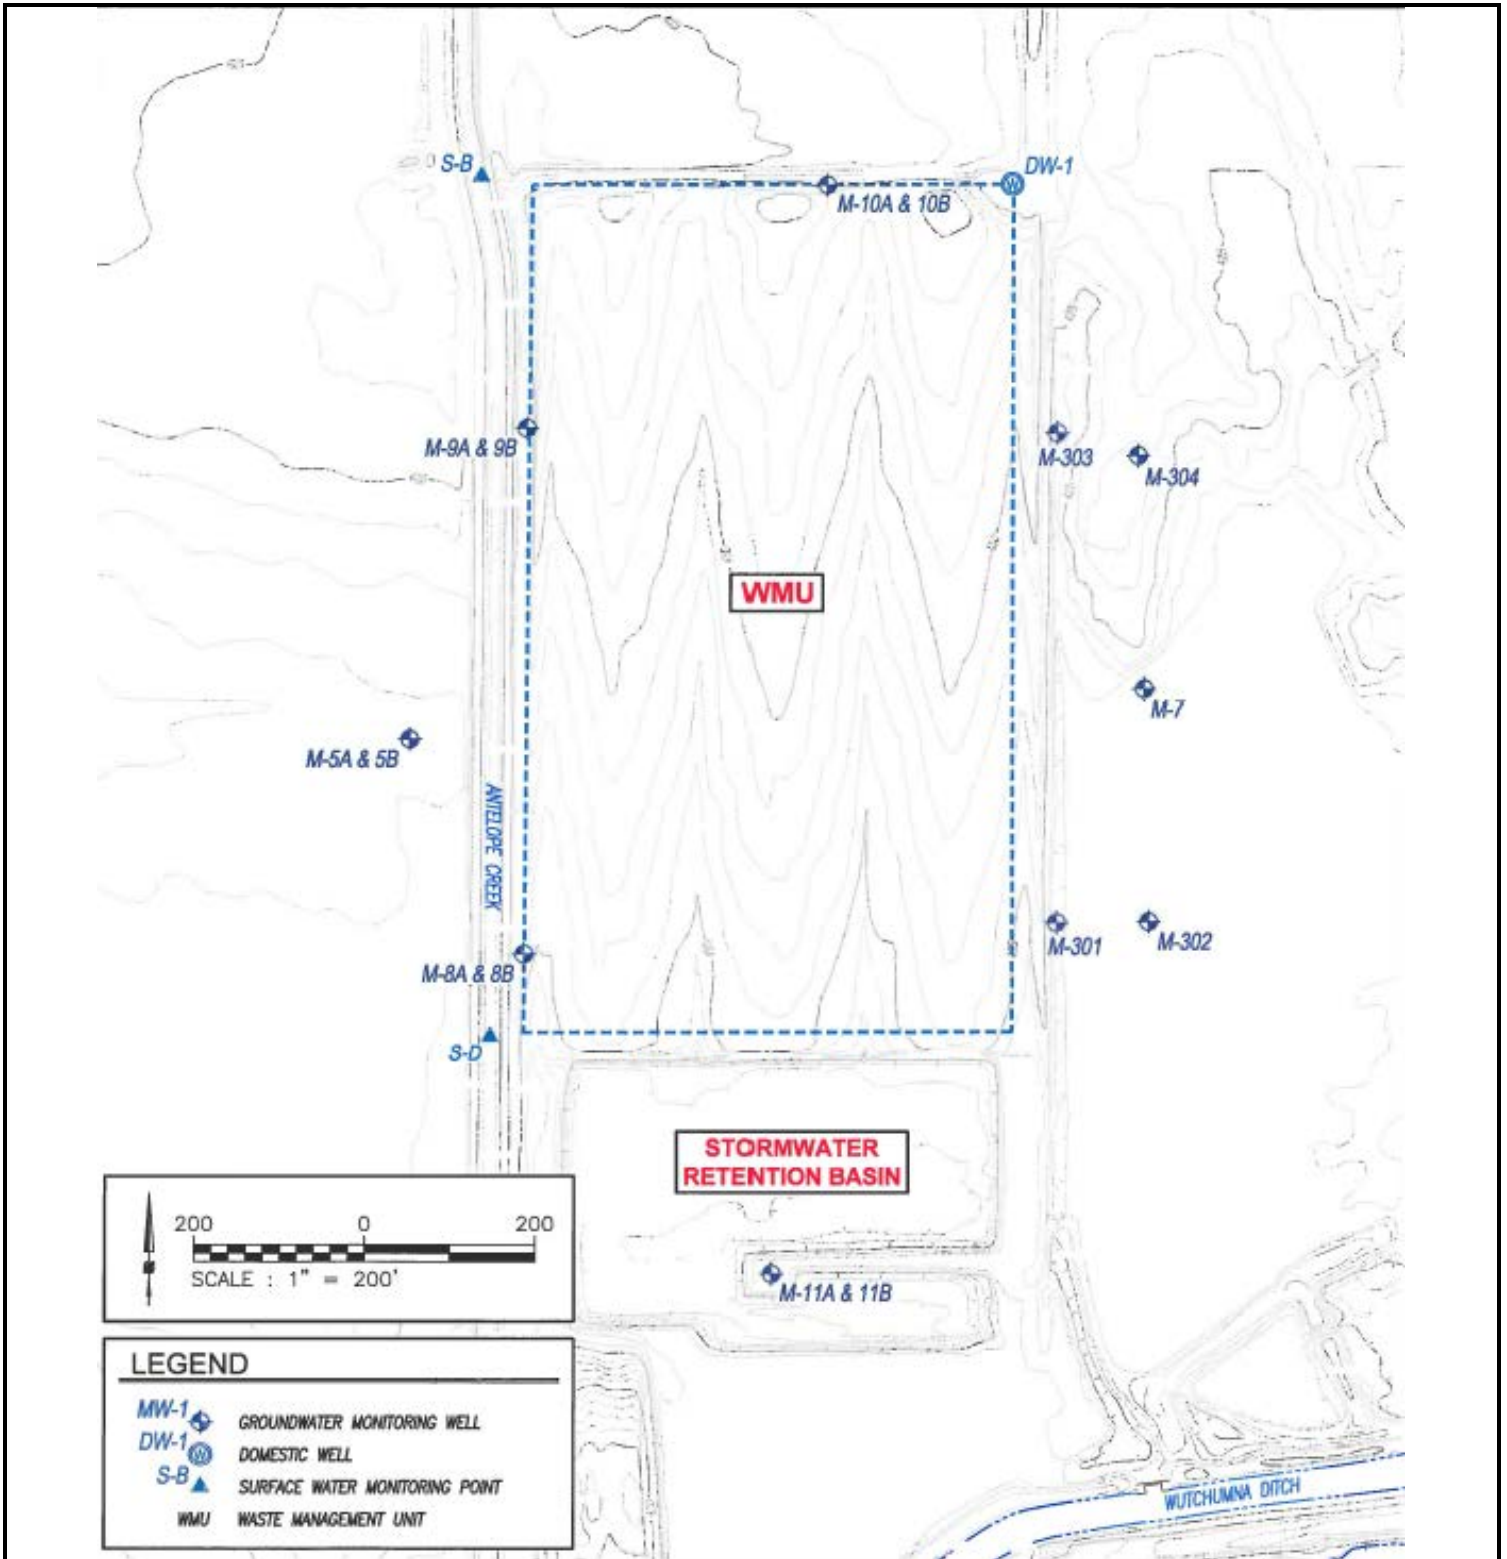 S-B
DW-1
M-10A & 10B
M-9A & 9B
M-303
M-304
WMU
M-7
M-5A & 5B
ANTELOPE CREEK
M-301
M-302
M-8A & 8B
S-D
STORMWATER
RETENTION BASIN
M-11A & 11B
200 0 200
SCALE : 1" = 200'
LEGEND
MW-1 GROUNDWATER MONITORING WELL
DW-1 DOMESTIC WELL
S-B SURFACE WATER MONITORING POINT
WMU WASTE MANAGEMENT UNIT
WUTCHUMNA DITCH